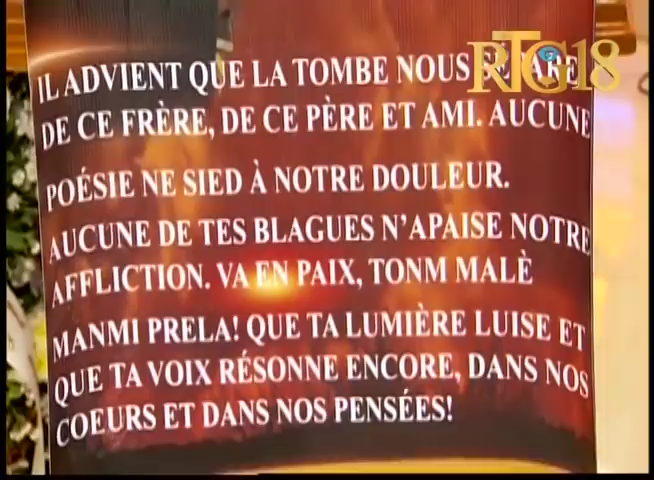 IL ADVIENT QUE LA TOMBE NOUS SÉPARE
DE CE FRÈRE, DE CE PÈRE ET AMI. AUCUNE
POÉSIE NE SIED À NOTRE DOULEUR.
AUCUNE DE TES BLAGUES N'APAISE NOTRE
AFFLICTION. VA EN PAIX, TONM MALÈ
MANMI PRELA! QUE TA LUMIÈRE LUISE ET
QUE TA VOIX RÉSONNE ENCORE, DANS NOS
COEURS ET DANS NOS PENSÉES!
RTG18